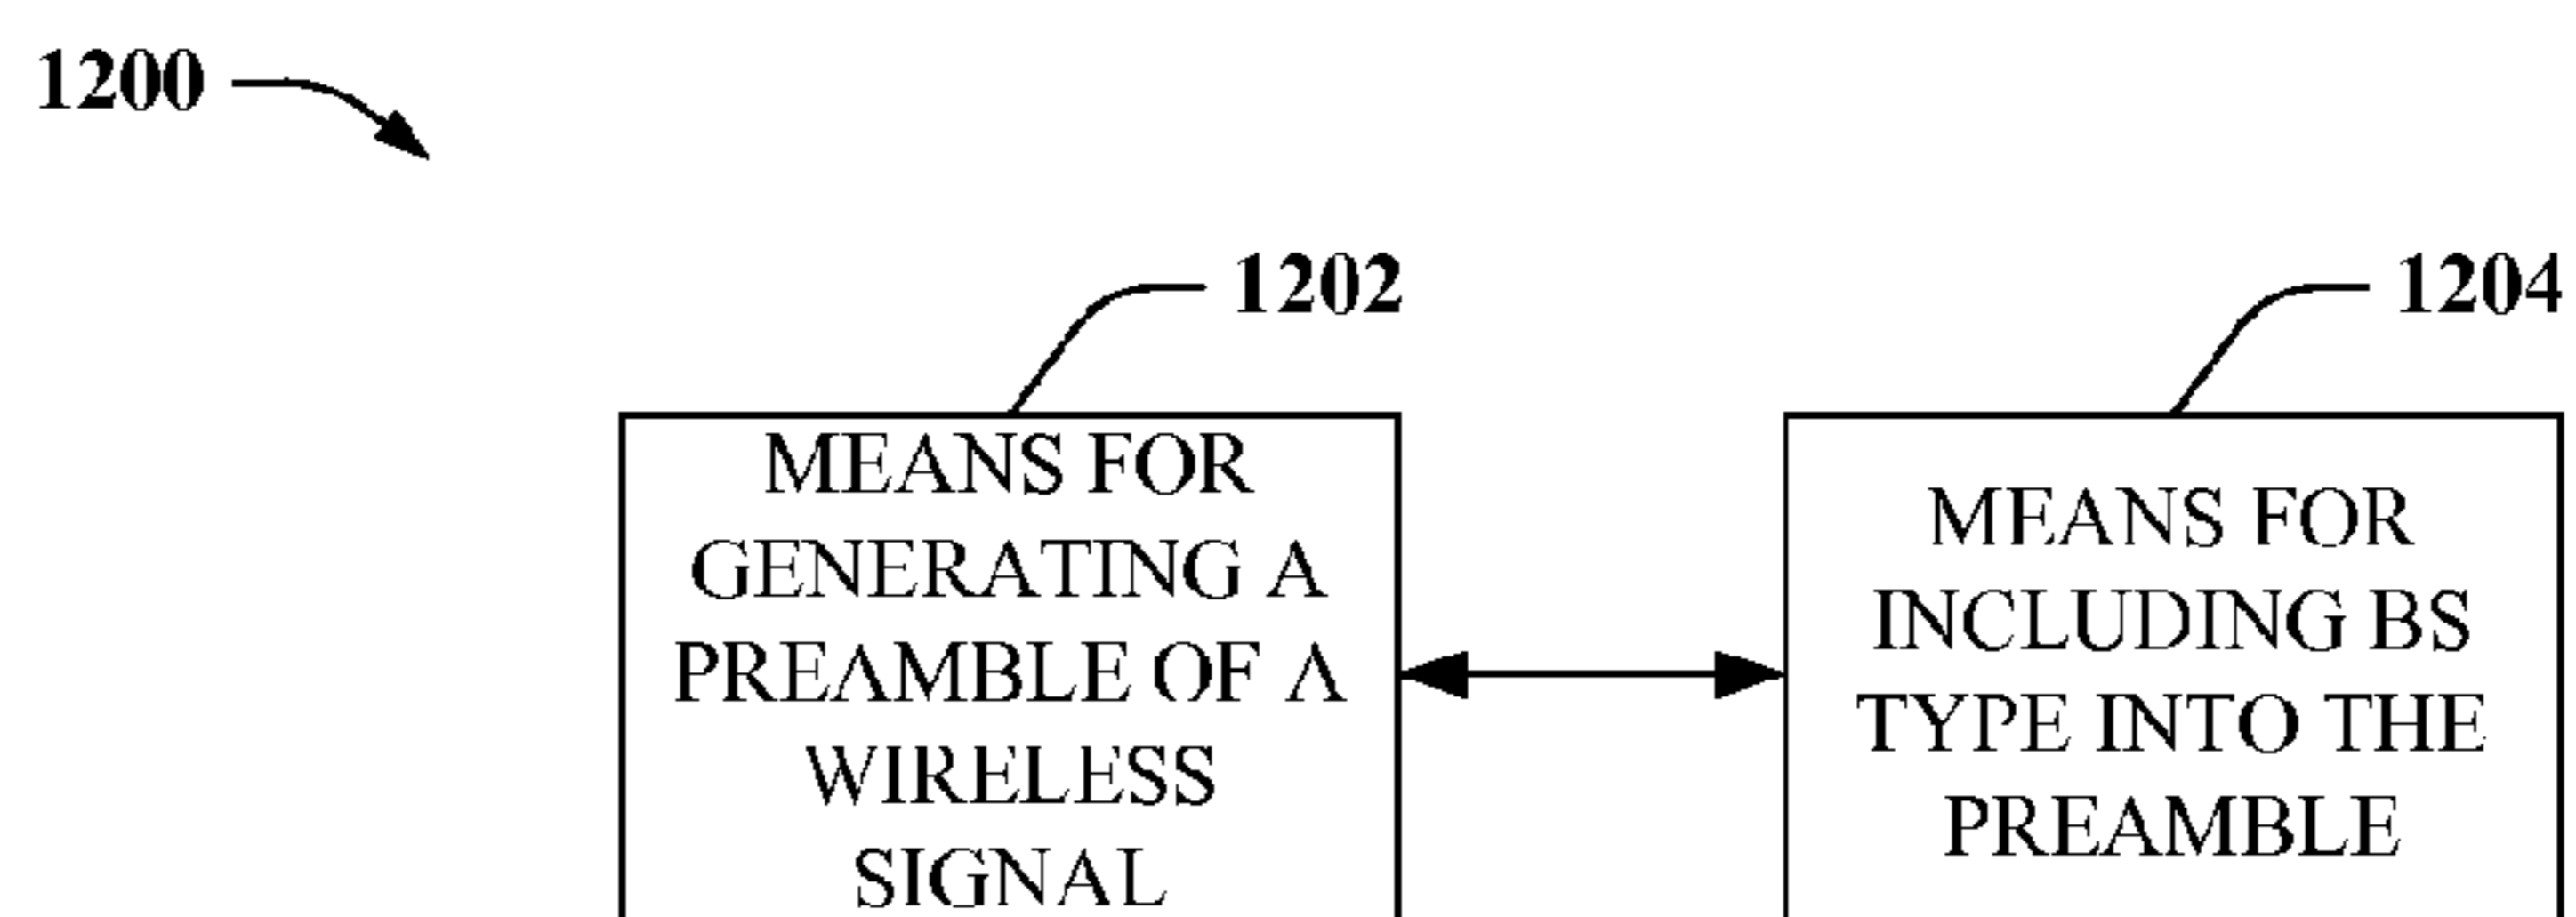 1200
1202
1204
MEANS FOR
GENERATING A
PREAMBLE OF A
WIRELESS
SIGNAL
MEANS FOR
INCLUDING BS
TYPE INTO THE
PREAMBLE